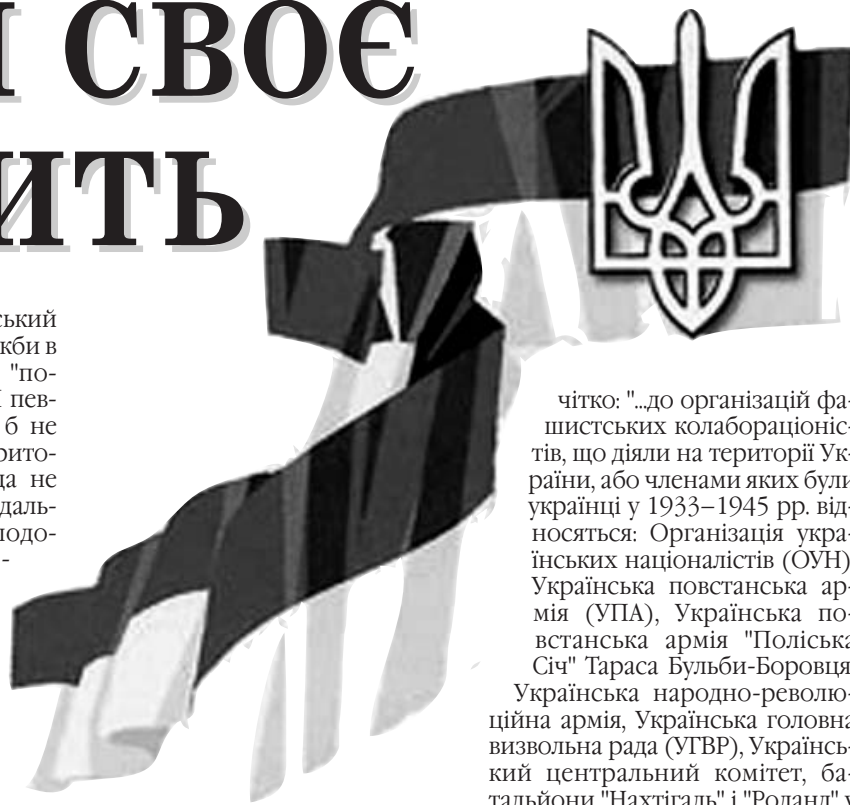 СВОЄ
ИТЬ
ський
кби в
"по-
пев-
б не
рито-
да не
даль-
подо-
-
чітко: "...до організацій фа-
шистських колабораціоніс-
тів, що діяли на території Ук-
раїни, або членами яких були
українці у 1933–1945 рр. від-
носяться: Організація укра-
їнських націоналістів (ОУН)
Українська повстанська ар-
мія (УПА), Українська по-
встанська армія "Поліська
Січ" Тараса Бульби-Боровця
Українська народно-револю-
ційна армія, Українська головна
визвольна рада (УГВР), Українсь-
кий центральний комітет, ба-
тальйони "Нахтігаль" і "Роланд" у